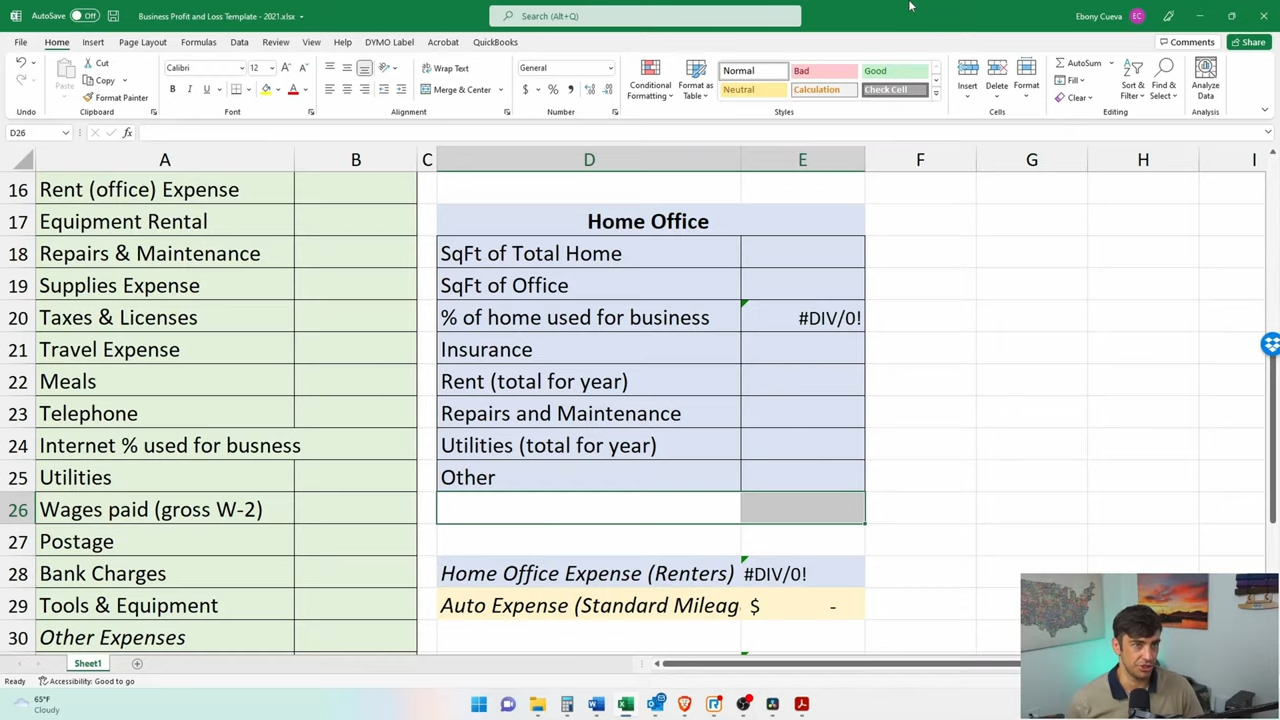 AutoSave Off Business Profit and Loss Template - 2021.xlsx Search (Alt+Q) Ebony Cueva EC
File Home Insert Page Layout Formulas Data Review View Help DYMO Label Acrobat QuickBooks Comments Share
Paste Cut Copy Format Painter
Calibri 12 B I U
Wrap Text Merge & Center
General $ % ,
Conditional Formatting Format as Table
Normal Bad Good
Neutral Calculation Check Cell
Insert Delete Format
AutoSum Fill Clear
Sort & Filter Find & Select
Analyze Data
Undo Clipboard Font Alignment Number Styles Cells Editing Analysis
D26 fx
A B C D E F G H I
16 Rent (office) Expense
17 Equipment Rental Home Office
18 Repairs & Maintenance SqFt of Total Home
19 Supplies Expense SqFt of Office
20 Taxes & Licenses % of home used for business #DIV/0!
21 Travel Expense Insurance
22 Meals Rent (total for year)
23 Telephone Repairs and Maintenance
24 Internet % used for busness Utilities (total for year)
25 Utilities Other
26 Wages paid (gross W-2)
27 Postage
28 Bank Charges Home Office Expense (Renters) #DIV/0!
29 Tools & Equipment Auto Expense (Standard Mileag $ -
30 Other Expenses
Sheet1
Ready Accessibility: Good to go
65°F
Cloudy